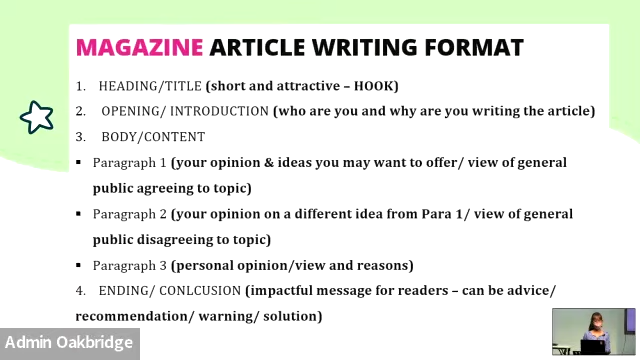 MAGAZINE ARTICLE WRITING FORMAT
1. HEADING/TITLE (short and attractive – HOOK)
2. OPENING/ INTRODUCTION (who are you and why are you writing the article)
3. BODY/CONTENT
▪ Paragraph 1 (your opinion & ideas you may want to offer/ view of general
public agreeing to topic)
▪ Paragraph 2 (your opinion on a different idea from Para 1/ view of general
public disagreeing to topic)
▪ Paragraph 3 (personal opinion/view and reasons)
4. ENDING/ CONLCUSION (impactful message for readers – can be advice/
recommendation/ warning/ solution)
Admin Oakbridge